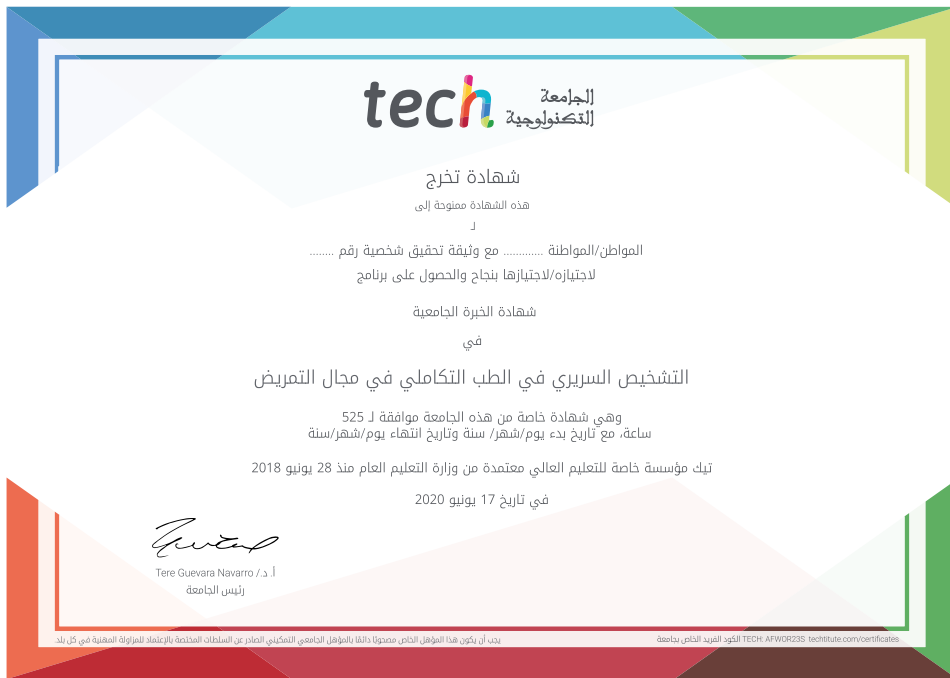 tech الجامعة
التكنولوجية
شهادة تخرج
هذه الشهادة ممنوحة إلى
لـ
المواطن/المواطنة ............. مع وثيقة تحقيق شخصية رقم ........
لاجتيازه/لاجتيازها بنجاح والحصول على برنامج
شهادة الخبرة الجامعية
في
التشخيص السريري في الطب التكاملي في مجال التمريض
وهي شهادة خاصة من هذه الجامعة موافقة لـ 525
ساعة، مع تاريخ بدء يوم/شهر/ سنة وتاريخ انتهاء يوم/شهر/سنة
تيك مؤسسة خاصة للتعليم العالي معتمدة من وزارة التعليم العام منذ 28 يونيو 2018
في تاريخ 17 يونيو 2020
أ. د./ Tere Guevara Navarro
رئيس الجامعة
يجب أن يكون هذا المؤهل الخاص مصحوبًا دائمًا بالمؤهل الجامعي التمكيني الصادر عن السلطات المختصة بالإعتماد للمزاولة المهنية في كل بلد.
الكود الفريد الخاص بجامعة TECH: AFWOR23S techtitute.com/certificates